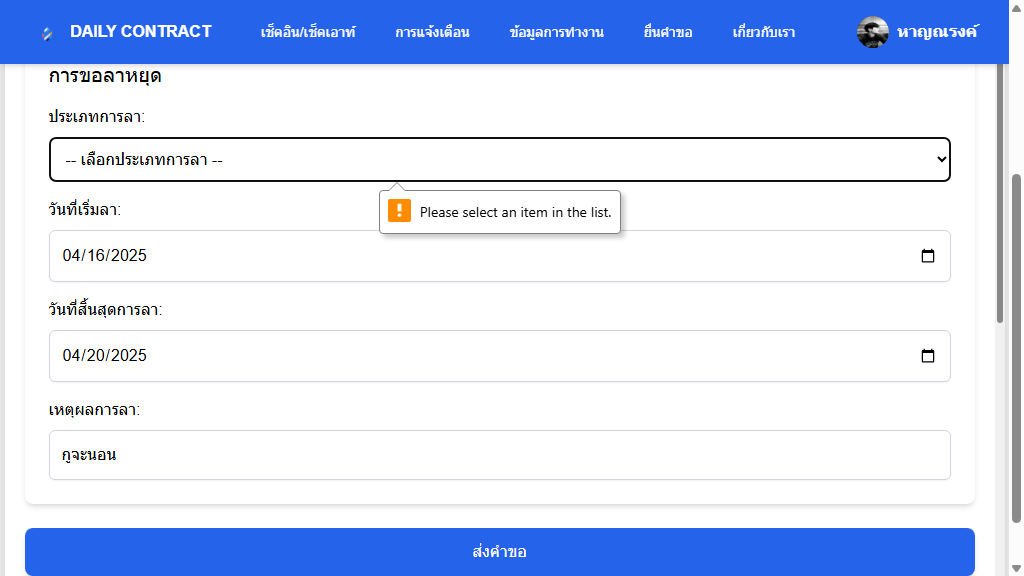 DAILY CONTRACT เช็คอิน/เช็คเอาท์ การแจ้งเตือน ข้อมูลการทำงาน ยื่นคำขอ เกี่ยวกับเรา หาญณรงค์
การขอลาหยุด
ประเภทการลา:
-- เลือกประเภทการลา --
Please select an item in the list.
วันที่เริ่มลา:
04/16/2025
วันที่สิ้นสุดการลา:
04/20/2025
เหตุผลการลา:
กูจะนอน
ส่งคำขอ